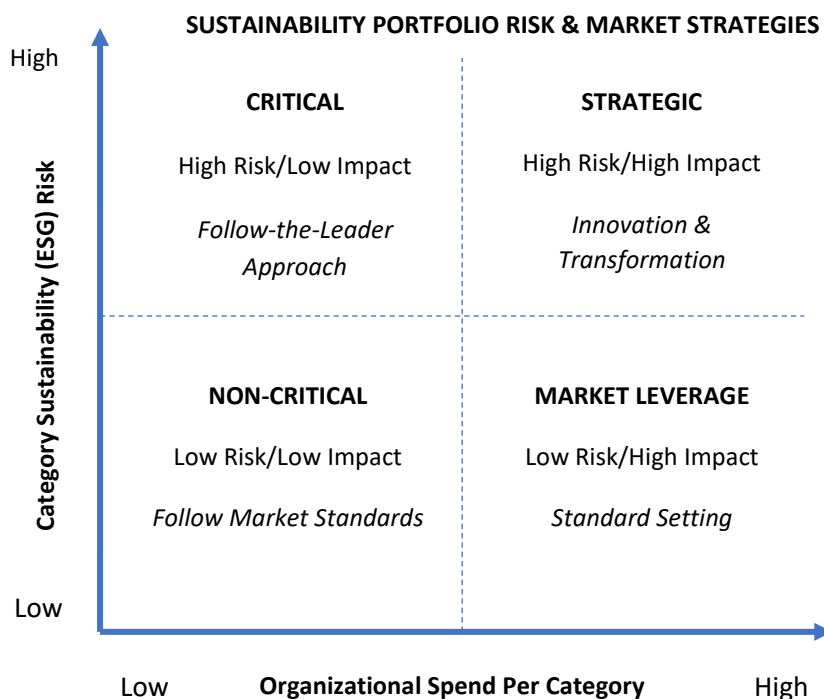 SUSTAINABILITY PORTFOLIO RISK & MARKET STRATEGIES
High
CRITICAL
High Risk/Low Impact
Follow-the-Leader
Approach
STRATEGIC
High Risk/High Impact
Innovation &
Transformation
Category Sustainability (ESG) Risk
NON-CRITICAL
Low Risk/Low Impact
Follow Market Standards
MARKET LEVERAGE
Low Risk/High Impact
Standard Setting
Low
Low
Organizational Spend Per Category
High